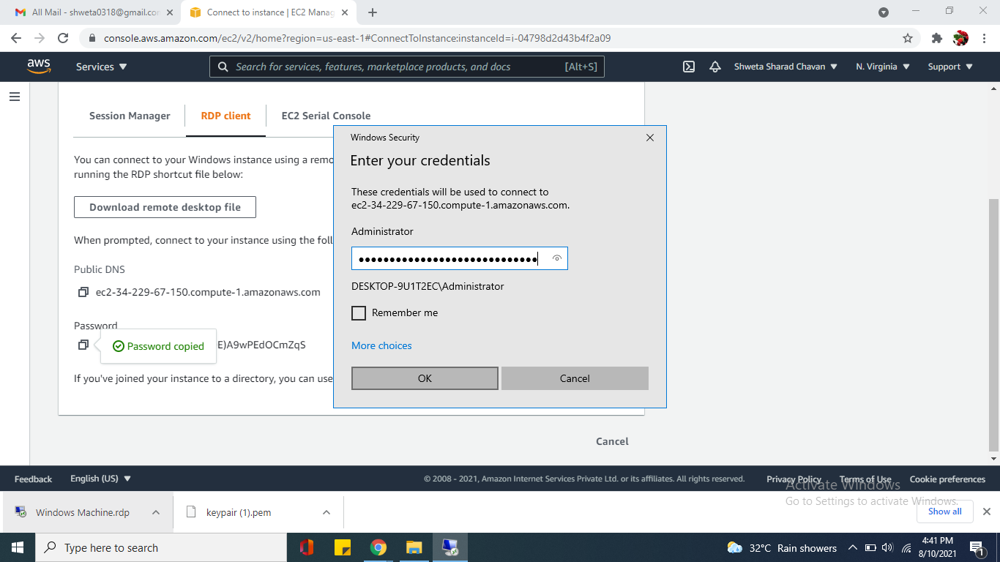 All Mail - shweta0318@gmail.cor
Connect to instance | EC2 Manag
console.aws.amazon.com/ec2/v2/home?region=us-east-1#ConnectToInstance:instanceId=i-04798d2d43b4f2a09
aws
Services
Search for services, features, marketplace products, and docs
[Alt+S]
Shweta Sharad Chavan
N. Virginia
Support
Session Manager
RDP client
EC2 Serial Console
You can connect to your Windows instance using a remo
running the RDP shortcut file below:
Download remote desktop file
When prompted, connect to your instance using the foll
Public DNS
ec2-34-229-67-150.compute-1.amazonaws.com
Password
Password copied
E)A9wPEdOCmZqS
If you've joined your instance to a directory, you can use
Windows Security
Enter your credentials
These credentials will be used to connect to
ec2-34-229-67-150.compute-1.amazonaws.com.
Administrator
●●●●●●●●●●●●●●●●●●●●●●●●●●●●●
DESKTOP-9U1T2EC\Administrator
Remember me
More choices
OK
Cancel
Cancel
Feedback
English (US)
© 2008 - 2021, Amazon Internet Services Private Ltd. or its affiliates. All rights reserved.
Privacy Policy
Terms of Use
Cookie preferences
Activate Windows
Go to Settings to activate Windows.
Windows Machine.rdp
keypair (1).pem
Show all
Type here to search
32°C Rain showers
4:41 PM
8/10/2021
1